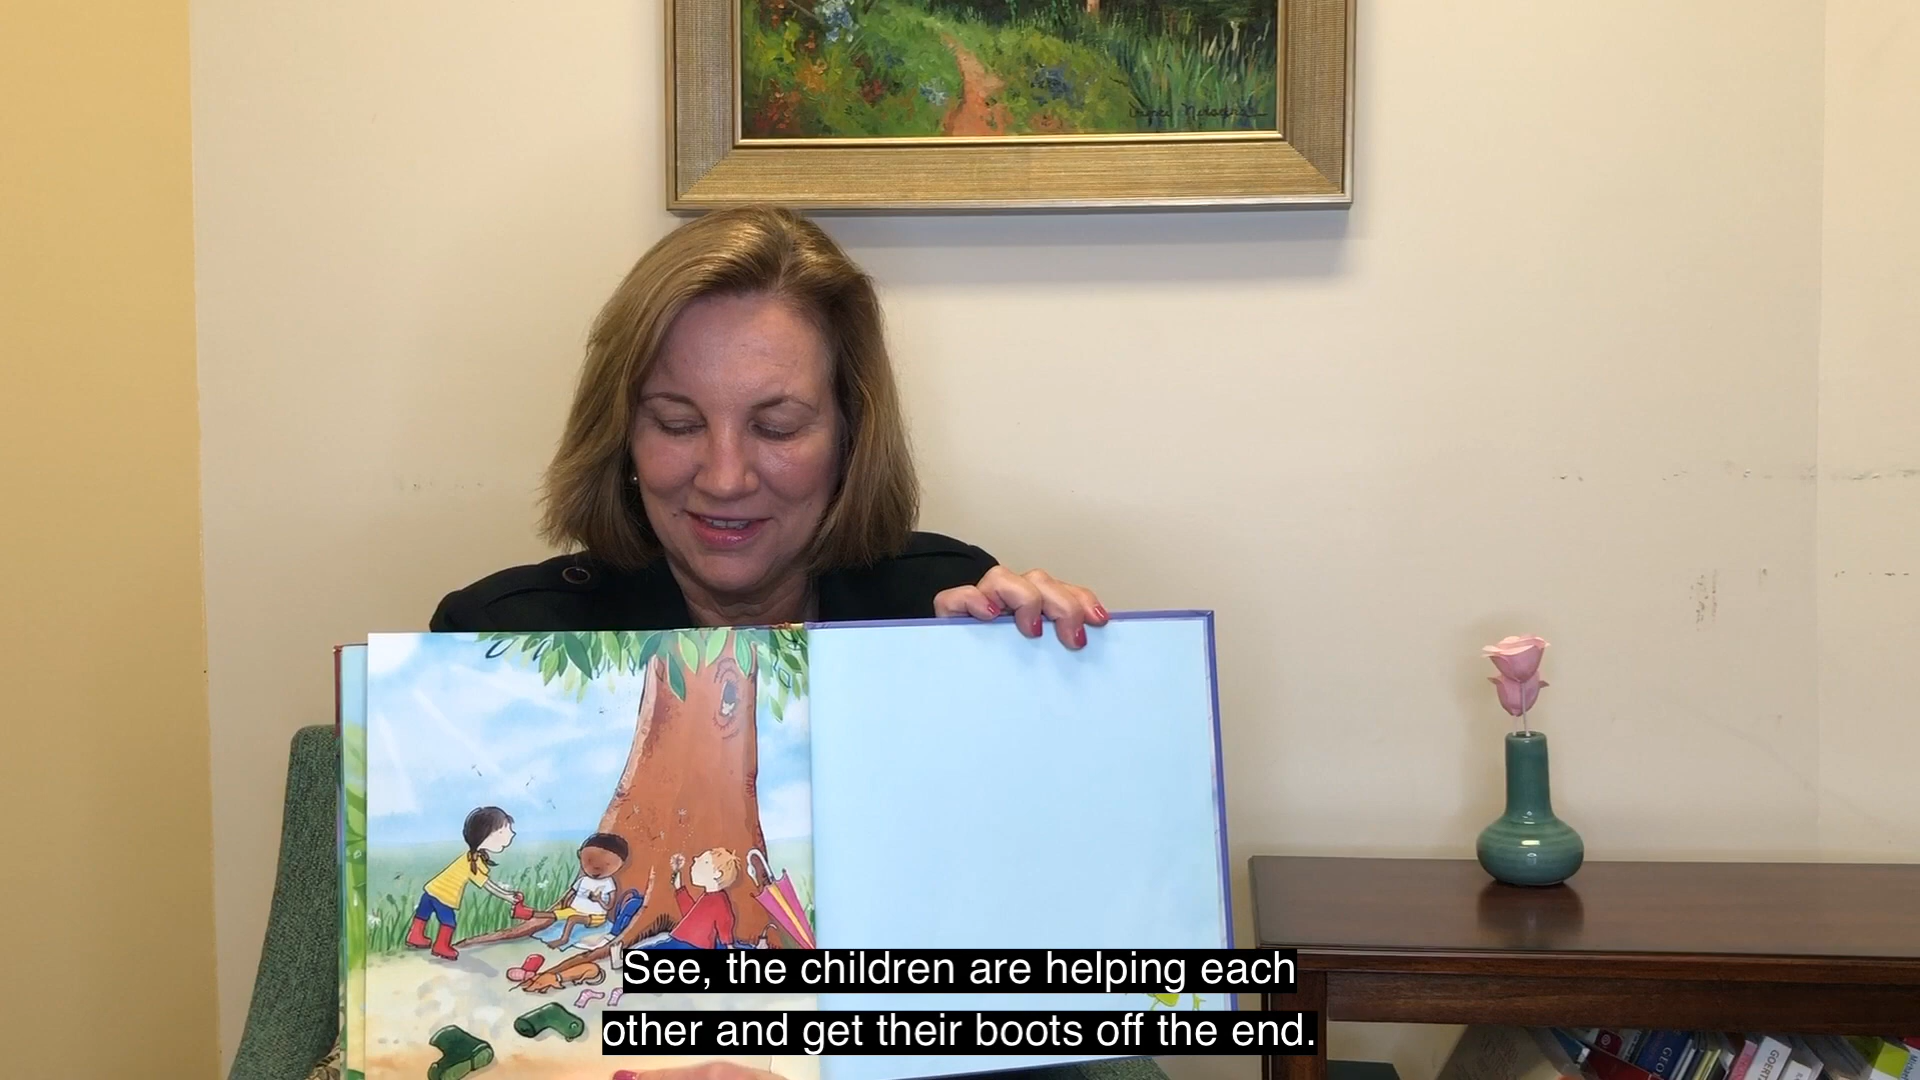 See, the children are helping each
other and get their boots off the end.